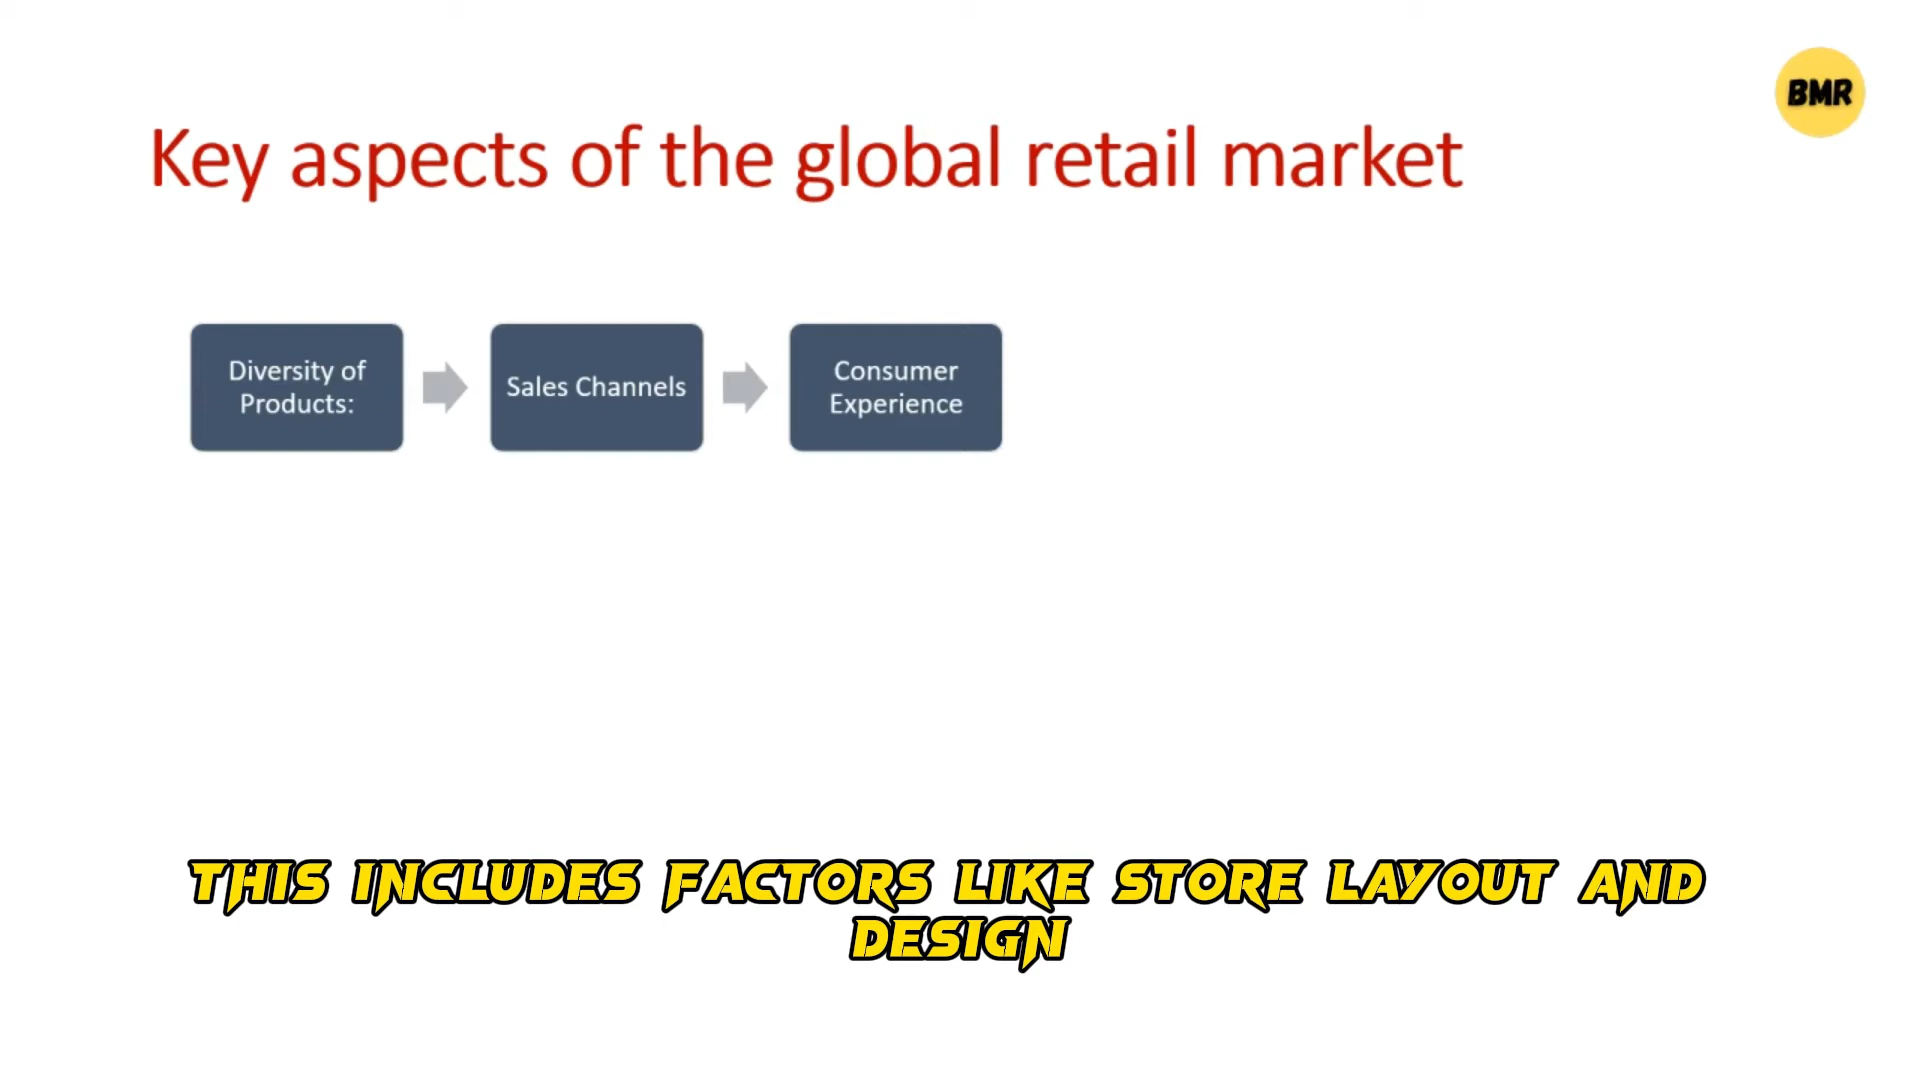 BMR
Key aspects of the global retail market
Diversity of
Products:
Sales Channels
Consumer
Experience
THIS INCLUDES FACTORS LIKE STORE LAYOUT AND
DESIGN